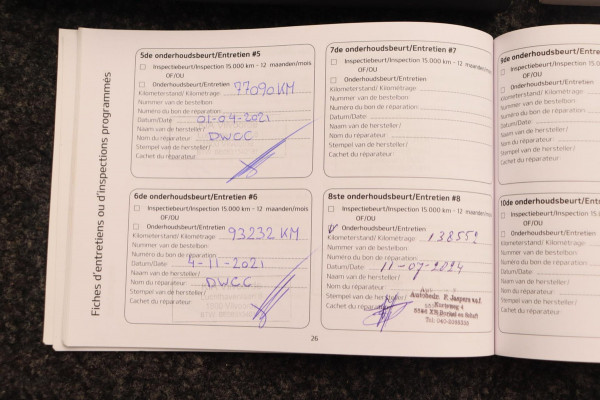 Fiches d'entretiens ou d'inspections programmés
5de onderhoudsbeurt/Entretien #5
Inspectiebeurt/Inspection 15.000 km - 12 maanden/mois
OF/OU
Onderhoudsbeurt/Entretien
Kilometerstand/ Kilométrage 77090 KM
Nummer van de bestelbon
Numéro du bon de réparation
Datum/Date 01-04-2021
Naam van de hersteller/
Nom du réparateur DWCC
Stempel van de hersteller/
Cachet du réparateur
6de onderhoudsbeurt/Entretien #6
Inspectiebeurt/Inspection 15.000 km - 12 maanden/mois
OF/OU
Onderhoudsbeurt/Entretien
Kilometerstand/ Kilométrage 93232 KM
Nummer van de bestelbon
Numéro du bon de réparation
Datum/Date 4-11-2021
Naam van de hersteller/
Nom du réparateur DWCC
Stempel van de hersteller/
Cachet du réparateur
7de onderhoudsbeurt/Entretien #7
Inspectiebeurt/Inspection 15.000 km - 12 maanden/mois
OF/OU
Onderhoudsbeurt/Entretien
Kilometerstand/ Kilométrage
Nummer van de bestelbon
Numéro du bon de réparation
Datum/Date
Naam van de hersteller/
Nom du réparateur
Stempel van de hersteller/
Cachet du réparateur
8ste onderhoudsbeurt/Entretien #8
Inspectiebeurt/Inspection 15.000 km - 12 maanden/mois
OF/OU
Onderhoudsbeurt/Entretien
Kilometerstand/ Kilométrage
Nummer van de bestelbon
Numéro du bon de réparation
Datum/Date 11-07-2024
Naam van de hersteller/
Nom du réparateur
Stempel van de hersteller/
Cachet du réparateur
26
9de onderhoudsbeurt/Entr
Inspectiebeurt/Inspection
OF/OU
Onderhoudsbeurt/Entretien
Kilometerstand/ Kilométrage
Nummer van de bestelbon
Numéro du bon de réparation
Datum/Date
Naam van de hersteller/
Nom du réparateur
Stempel van de hersteller/
Cachet du réparateur
10de onderhoudsbeurt/Entr
Inspectiebeurt/Inspection
OF/OU
Onderhoudsbeurt/Entretien
Kilometerstand/ Kilométrage
Nummer van de bestelbon
Numéro du bon de réparation
Datum/Date
Naam van de hersteller/
Nom du réparateur
Stempel van de hersteller/
Cachet du réparateur